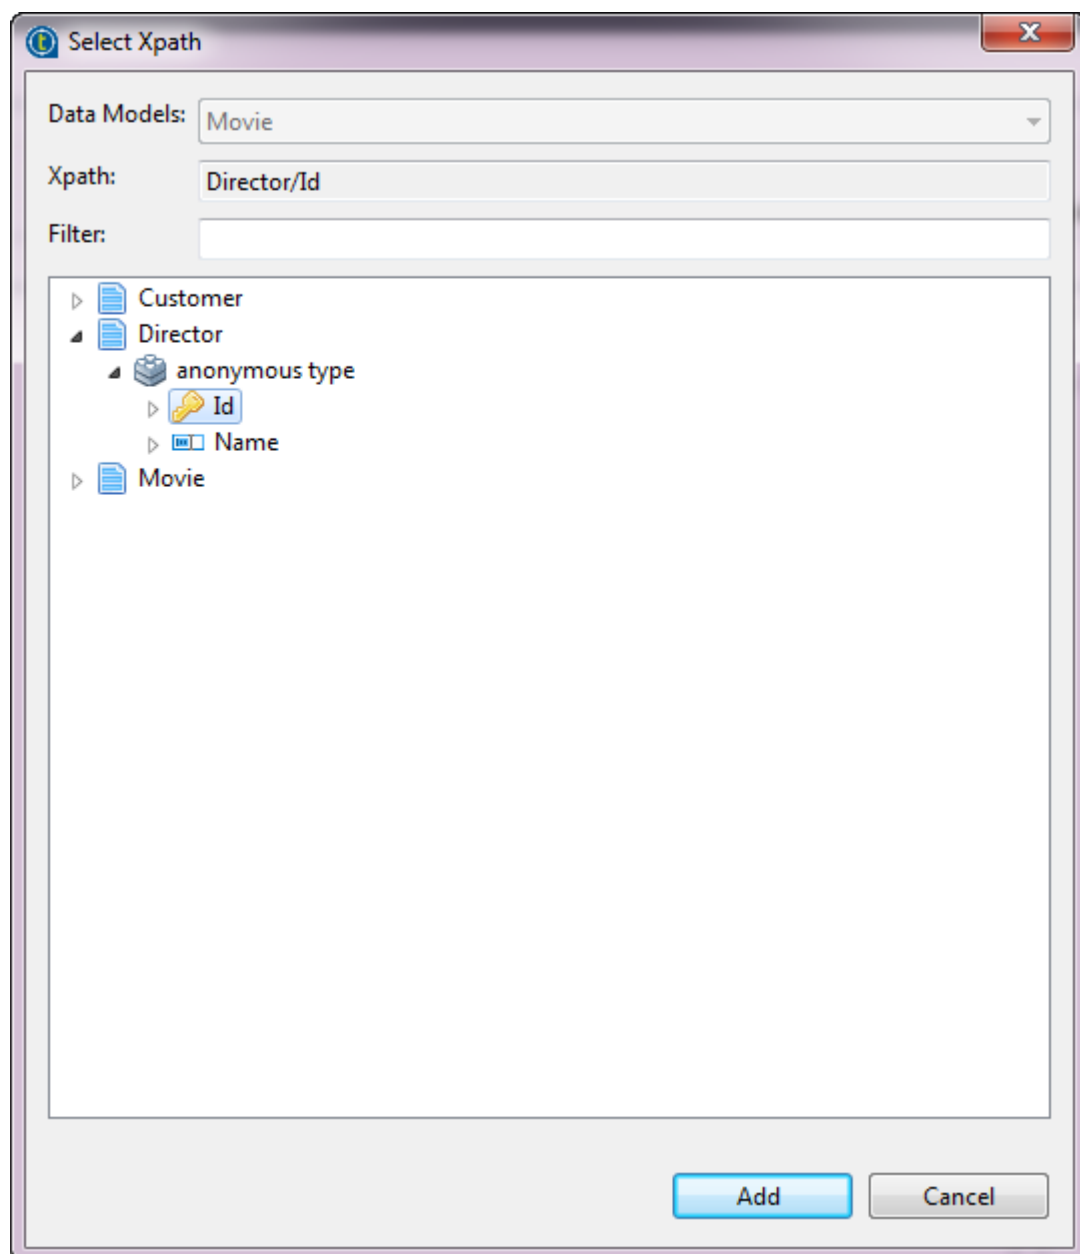 Select Xpath
Data Models: Movie
Xpath: Director/Id
Filter:
Customer
Director
anonymous type
Id
Name
Movie
Add Cancel